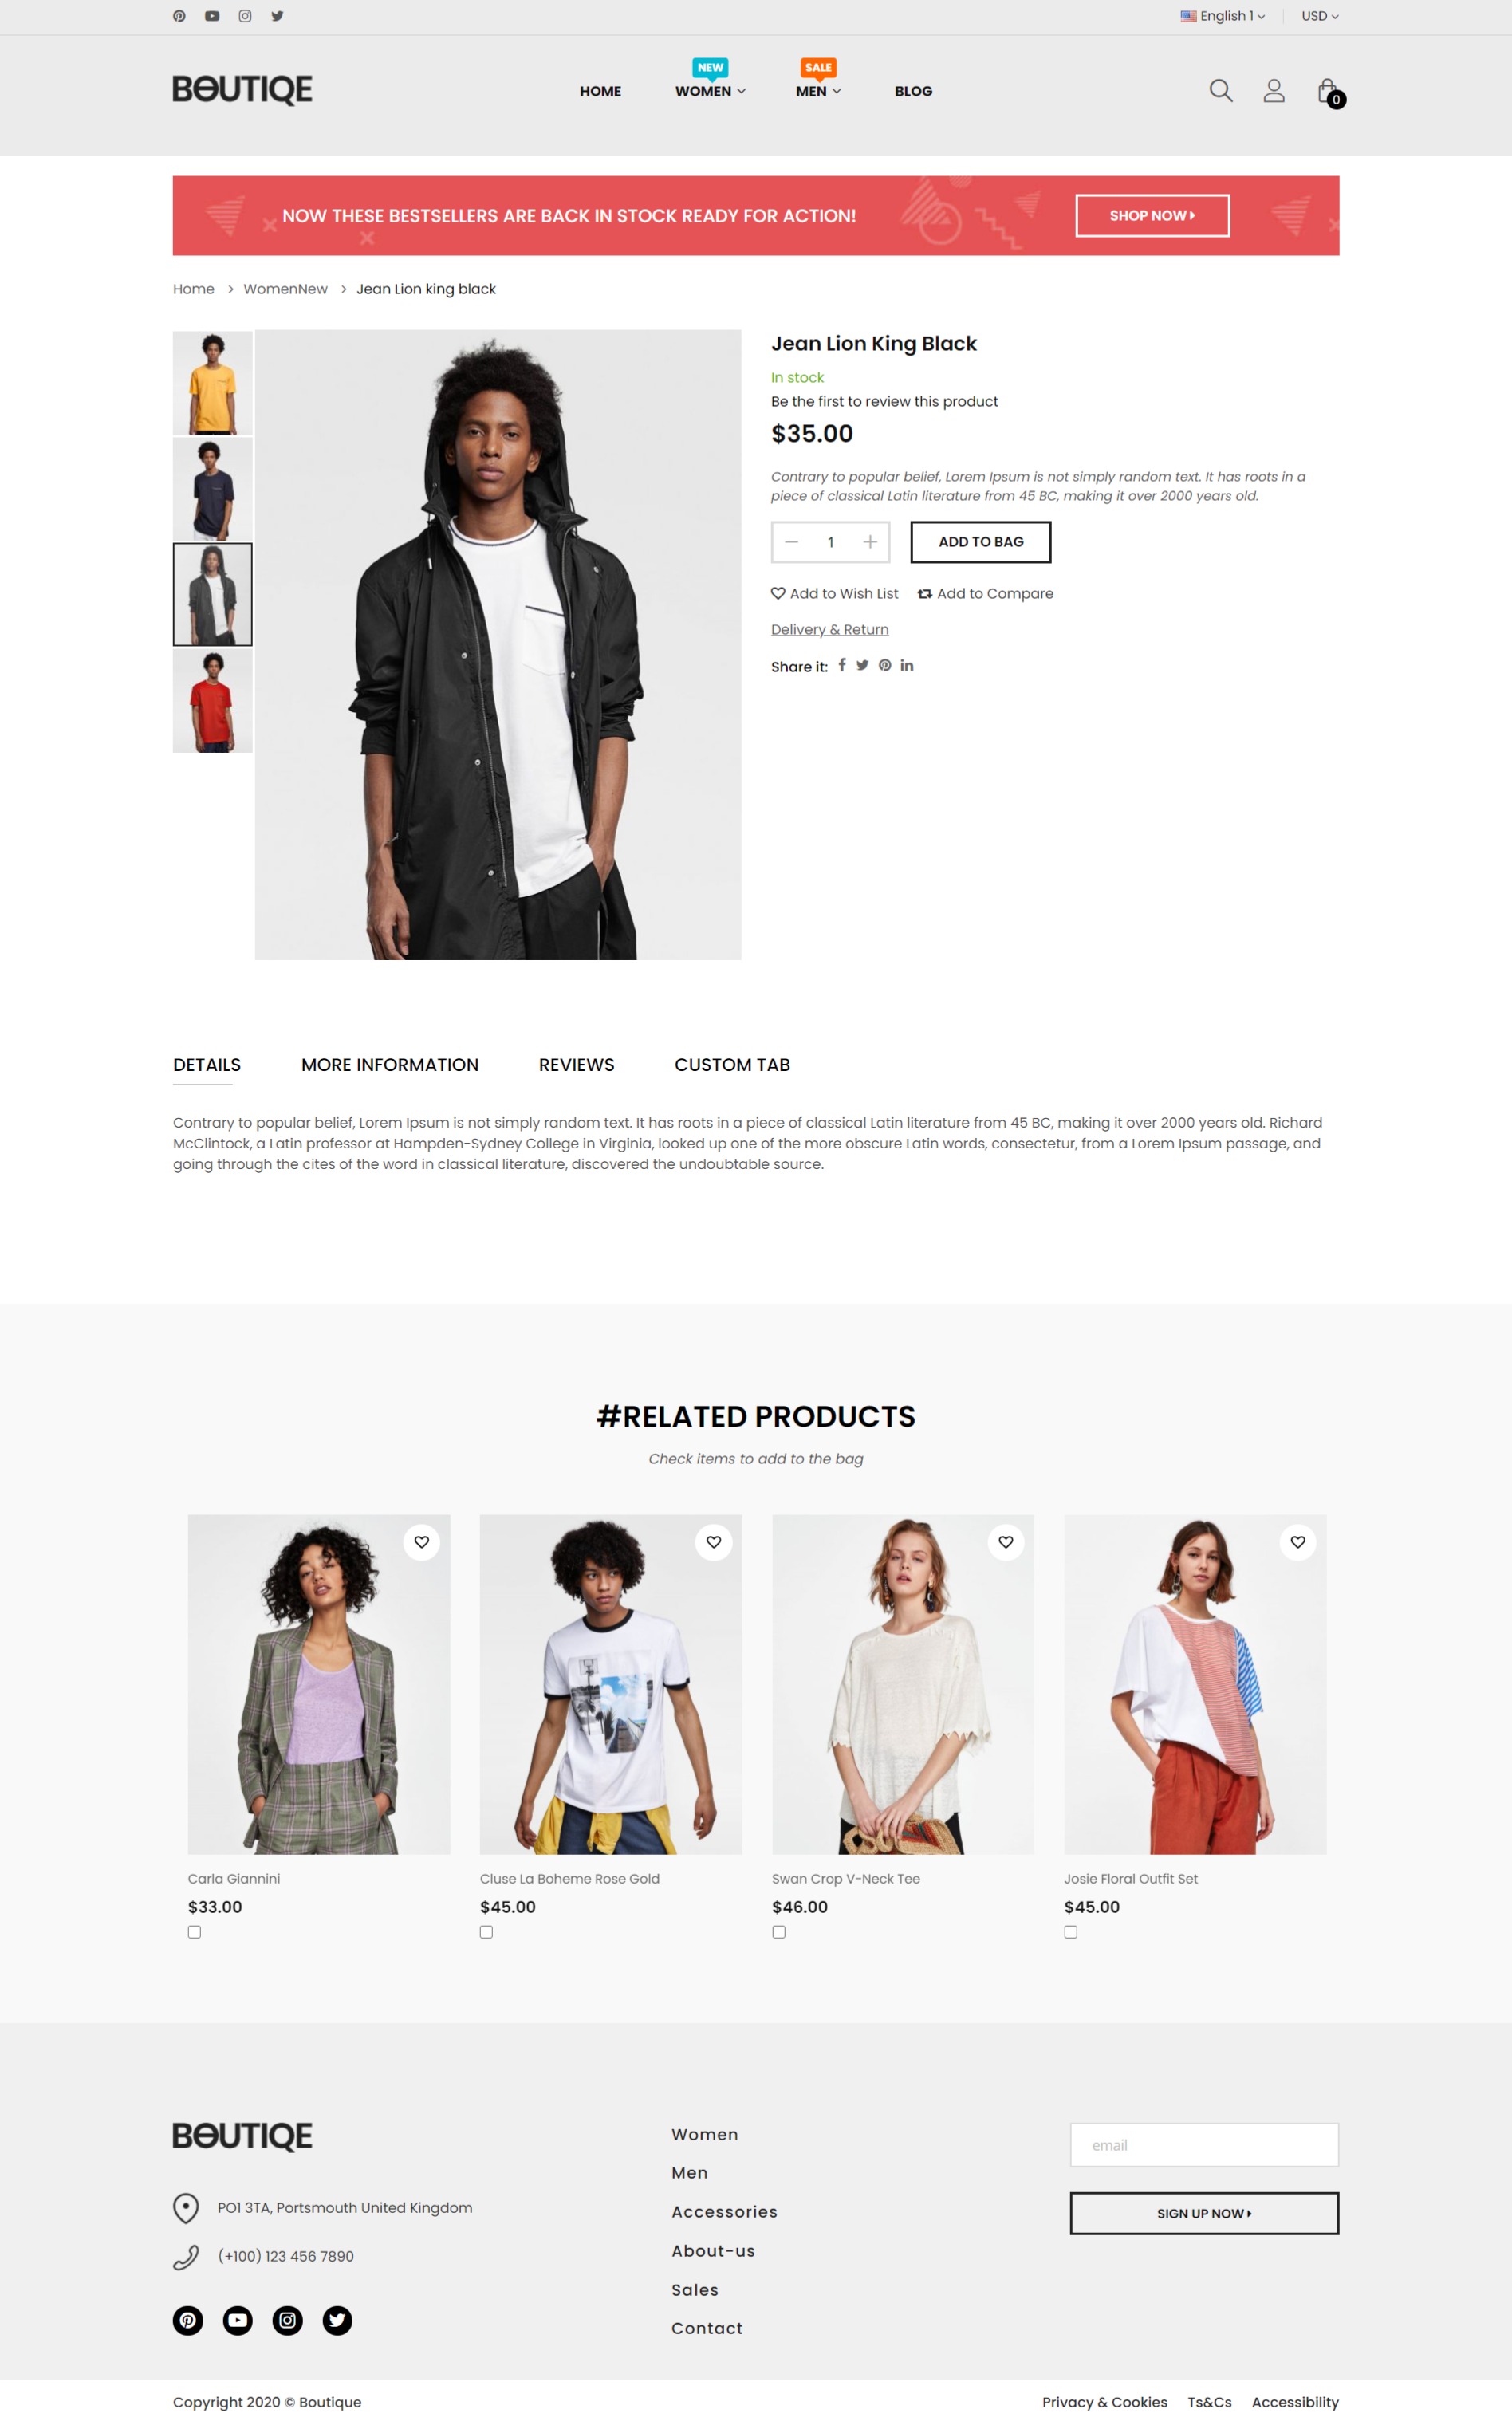 English 1
USD
BOUTIQE
NEW
SALE
HOME
WOMEN
MEN
BLOG
0
NOW THESE BESTSELLERS ARE BACK IN STOCK READY FOR ACTION!
SHOP NOW
Home
WomenNew
Jean Lion king black
Jean Lion King Black
In stock
Be the first to review this product
$35.00
Contrary to popular belief, Lorem Ipsum is not simply random text. It has roots in a
piece of classical Latin literature from 45 BC, making it over 2000 years old.
1
ADD TO BAG
Add to Wish List
Add to Compare
Delivery & Return
Share it:
DETAILS
MORE INFORMATION
REVIEWS
CUSTOM TAB
Contrary to popular belief, Lorem Ipsum is not simply random text. It has roots in a piece of classical Latin literature from 45 BC, making it over 2000 years old. Richard
McClintock, a Latin professor at Hampden-Sydney College in Virginia, looked up one of the more obscure Latin words, consectetur, from a Lorem Ipsum passage, and
going through the cites of the word in classical literature, discovered the undoubtable source.
#RELATED PRODUCTS
Check items to add to the bag
Carla Giannini
$33.00
Cluse La Boheme Rose Gold
$45.00
Swan Crop V-Neck Tee
$46.00
Josie Floral Outfit Set
$45.00
BOUTIQE
PO1 3TA, Portsmouth United Kingdom
(+100) 123 456 7890
Women
Men
Accessories
About-us
Sales
Contact
email
SIGN UP NOW
Copyright 2020 © Boutique
Privacy & Cookies
Ts&Cs
Accessibility